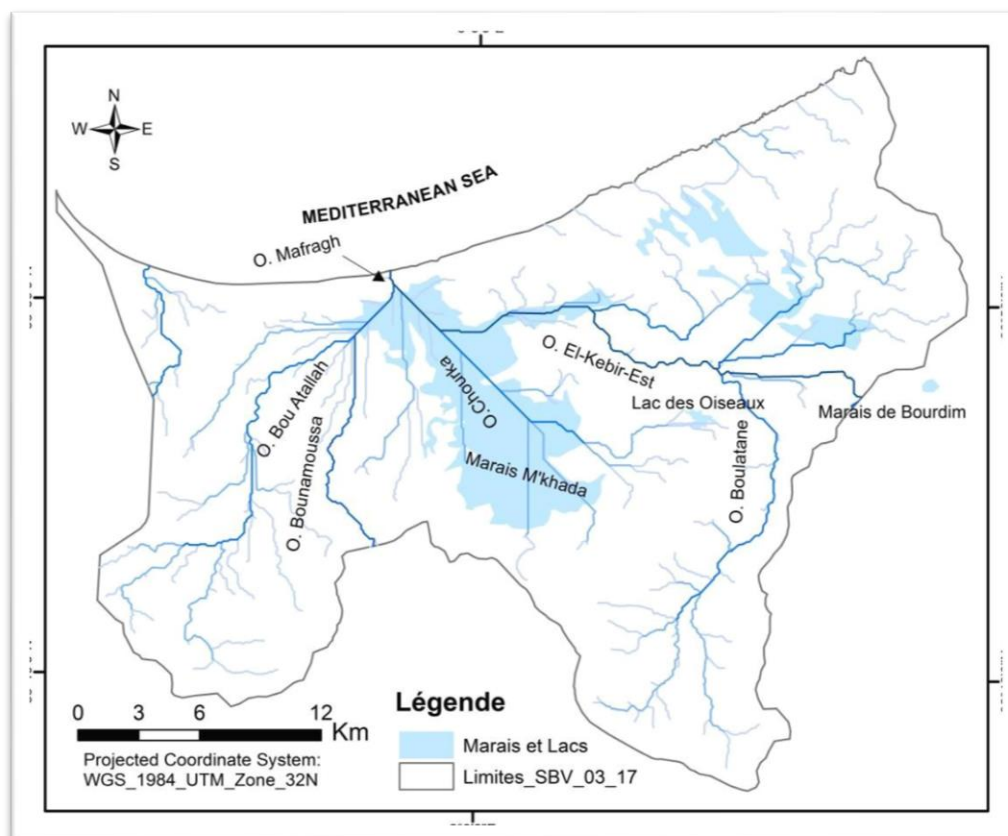 N
W E
S
MEDITERRANEAN SEA
O. Mafragh
O. El-Kebir-Est
O.Chourka
Lac des Oiseaux
Marais de Bourdim
O. Bou Atallah
O. Bounamoussa
Marais M'khada
O. Boulatane
0 3 6 12
Km
Projected Coordinate System:
WGS_1984_UTM_Zone_32N
Légende
Marais et Lacs
Limites_SBV_03_17